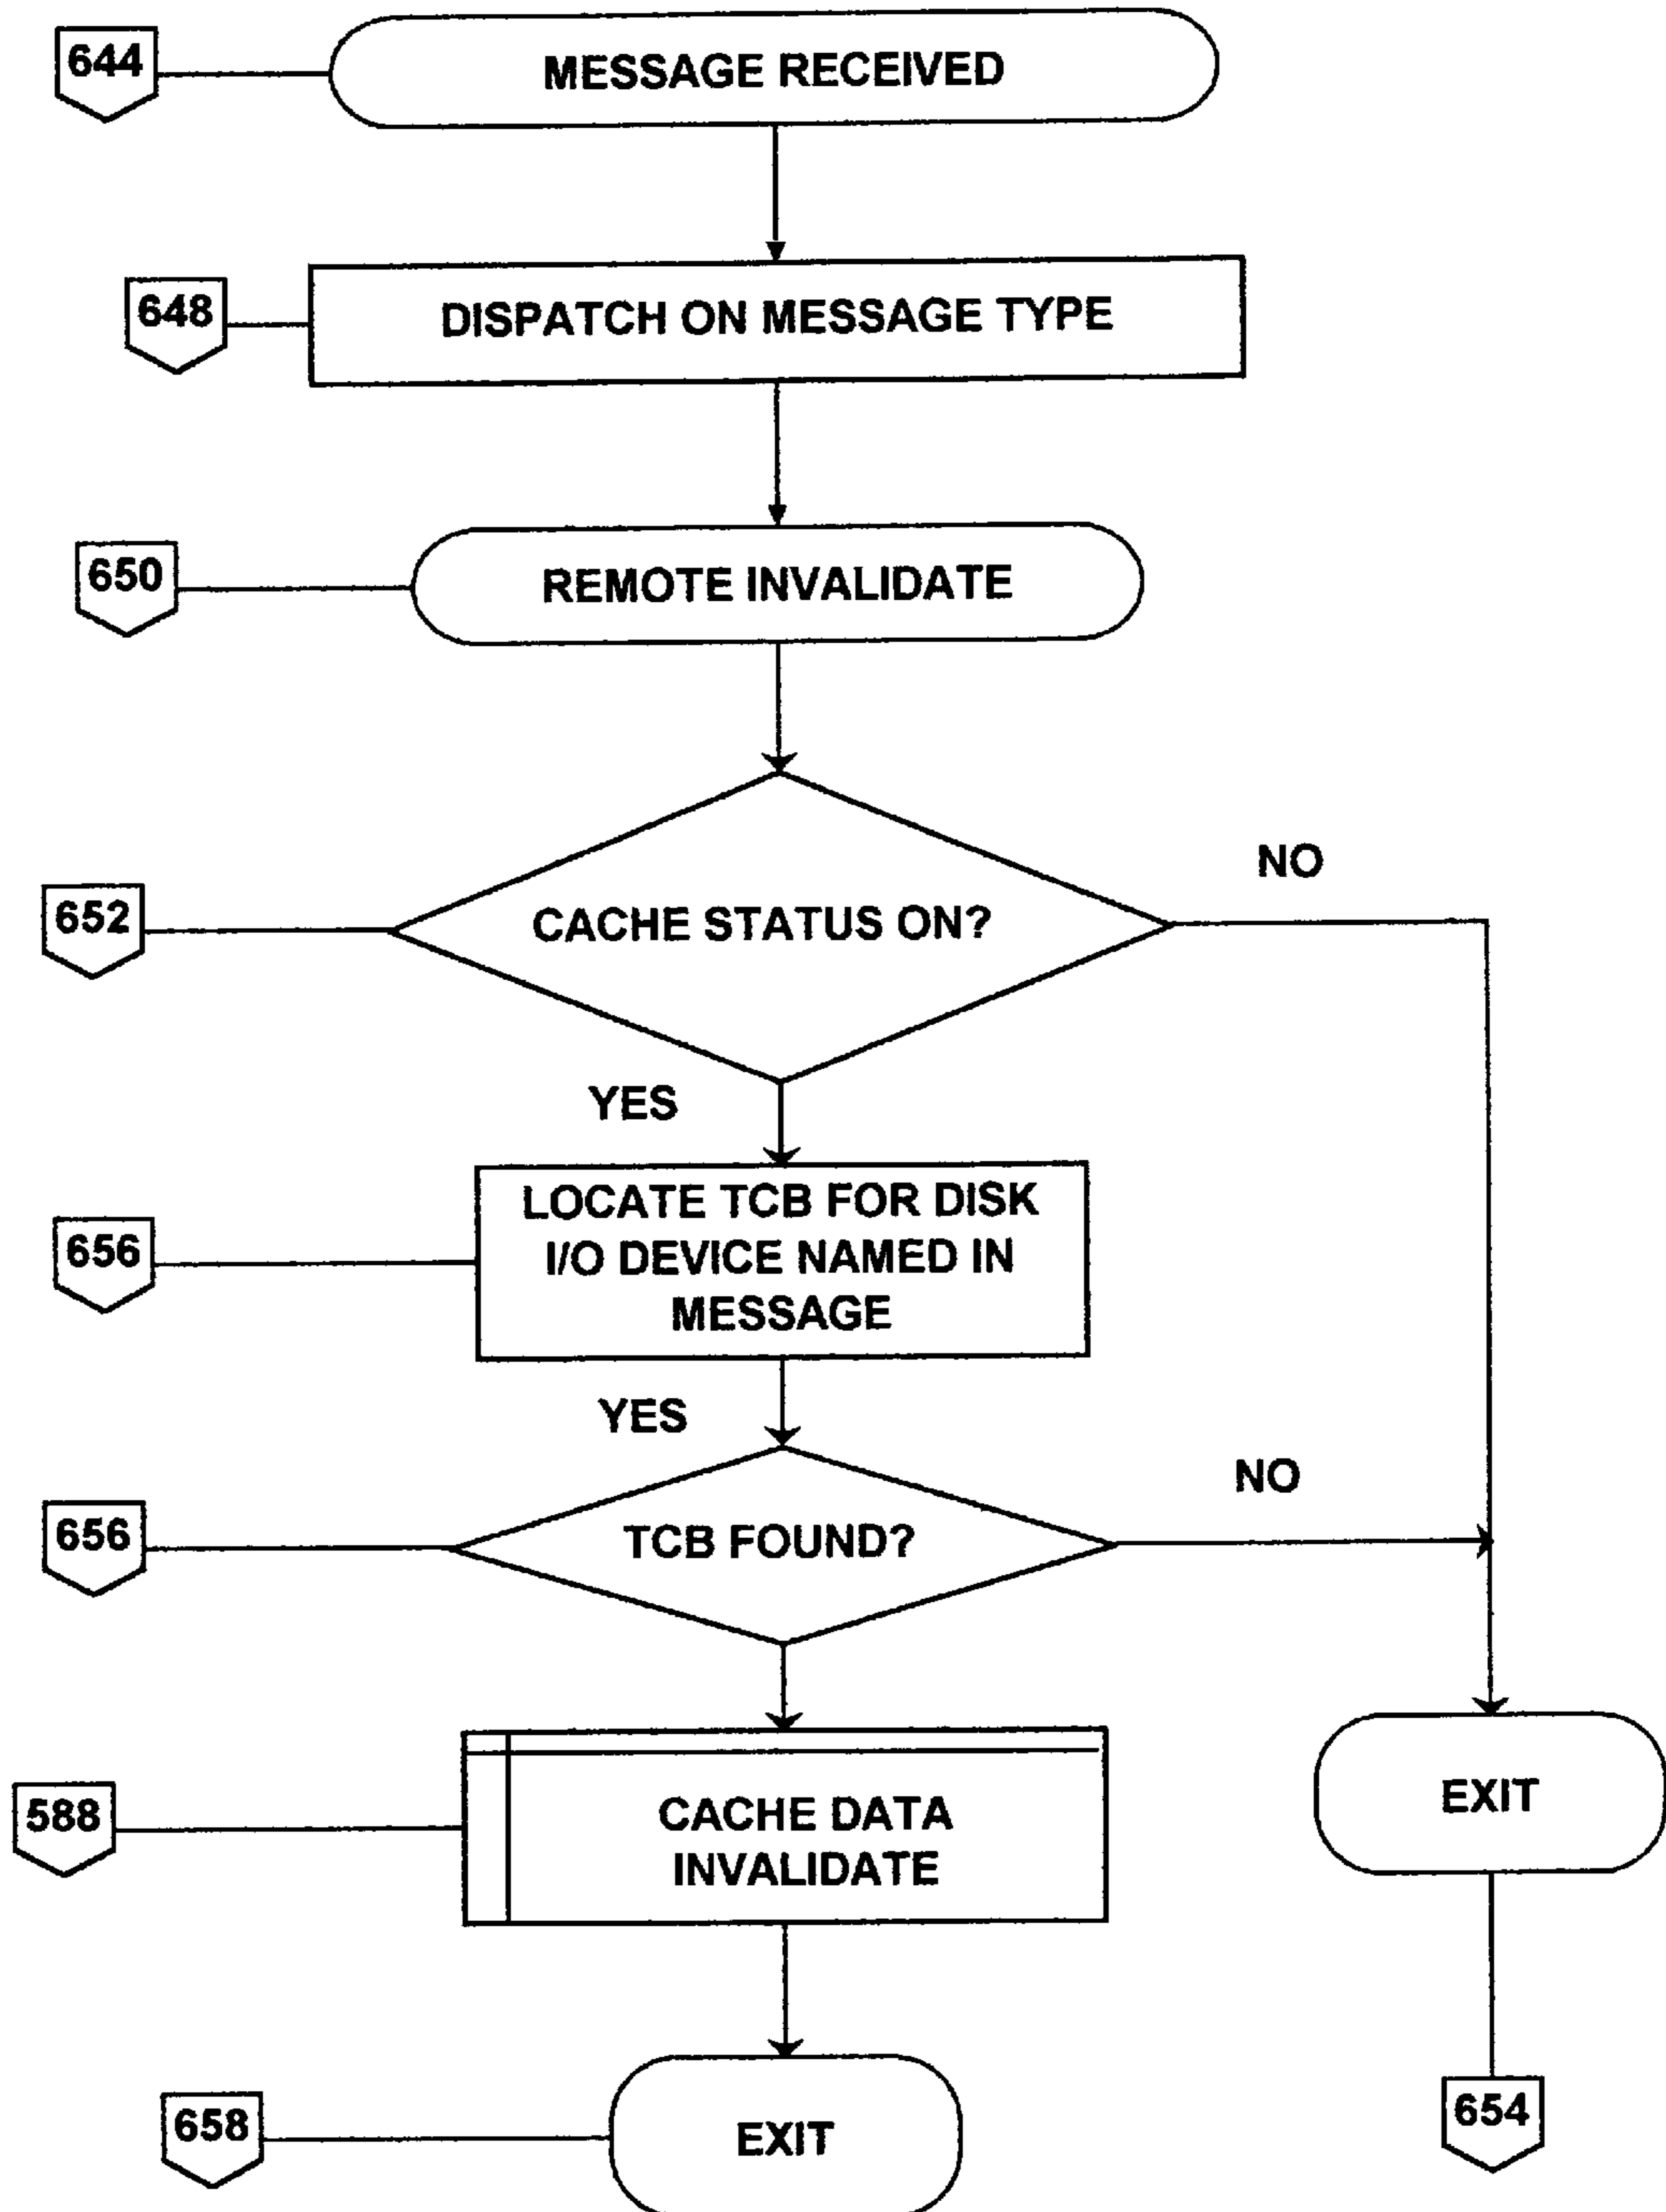 644
MESSAGE RECEIVED
648
DISPATCH ON MESSAGE TYPE
650
REMOTE INVALIDATE
NO
652
CACHE STATUS ON?
YES
LOCATE TCB FOR DISK
656
I/O DEVICE NAMED IN
MESSAGE
YES
NO
656
TCB FOUND?
588
CACHE DATA
INVALIDATE
EXIT
658
EXIT
654